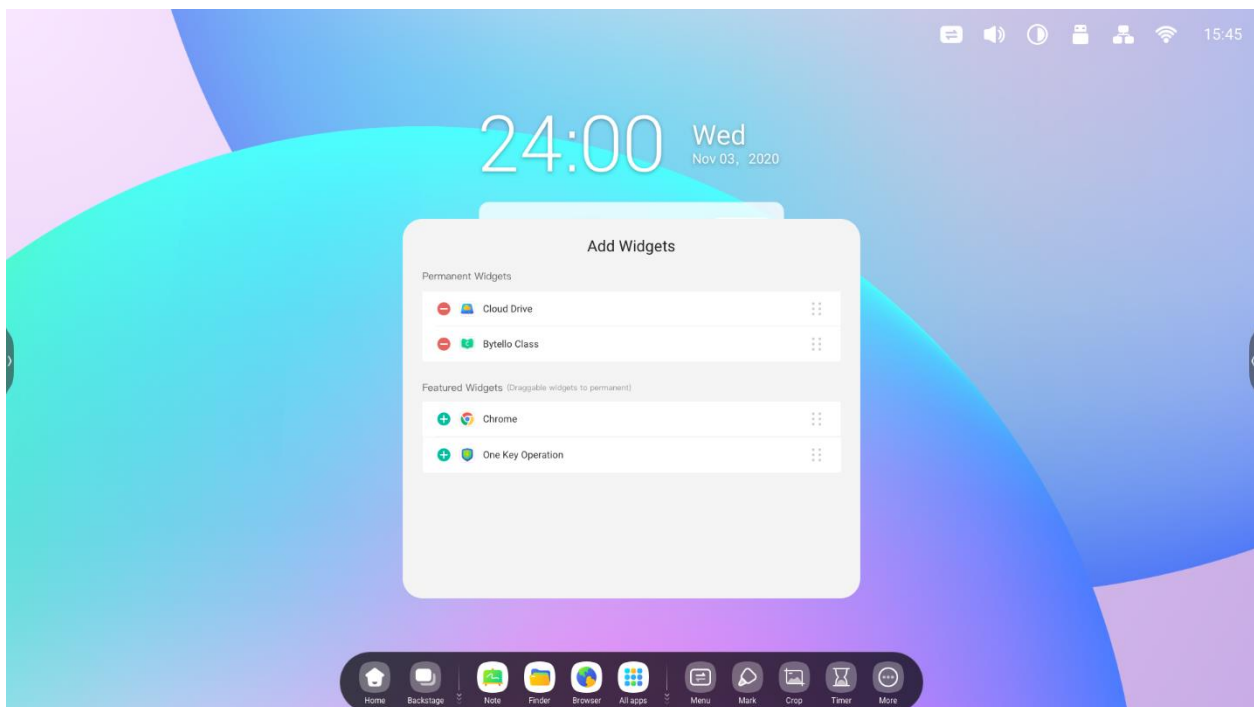 15:45
24:00
Wed
Nov 03, 2020
Add Widgets
Permanent Widgets
Cloud Drive
Bytello Class
Featured Widgets (Draggable widgets to permanent)
Chrome
One Key Operation
Home Backstage Note Finder Browser All apps Menu Mark Crop Timer More